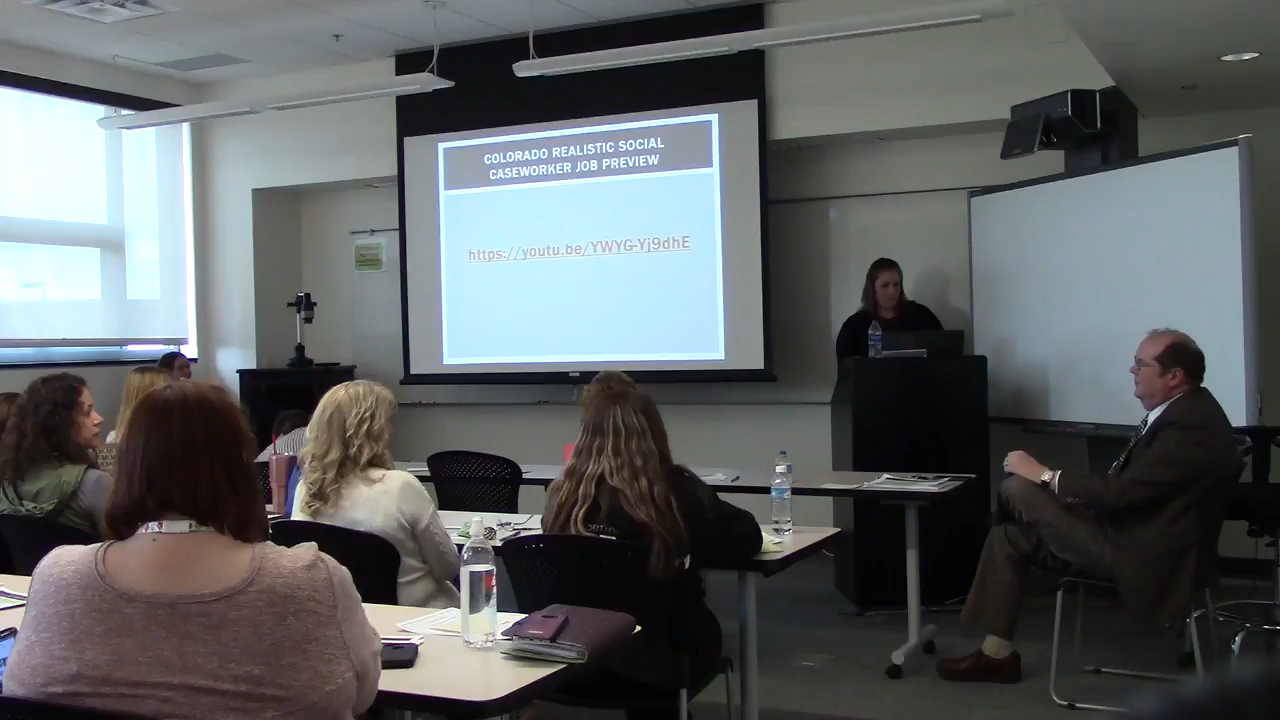 COLORADO REALISTIC SOCIAL
CASEWORKER JOB PREVIEW
https://youtu.be/YWYG-Yj9dhE